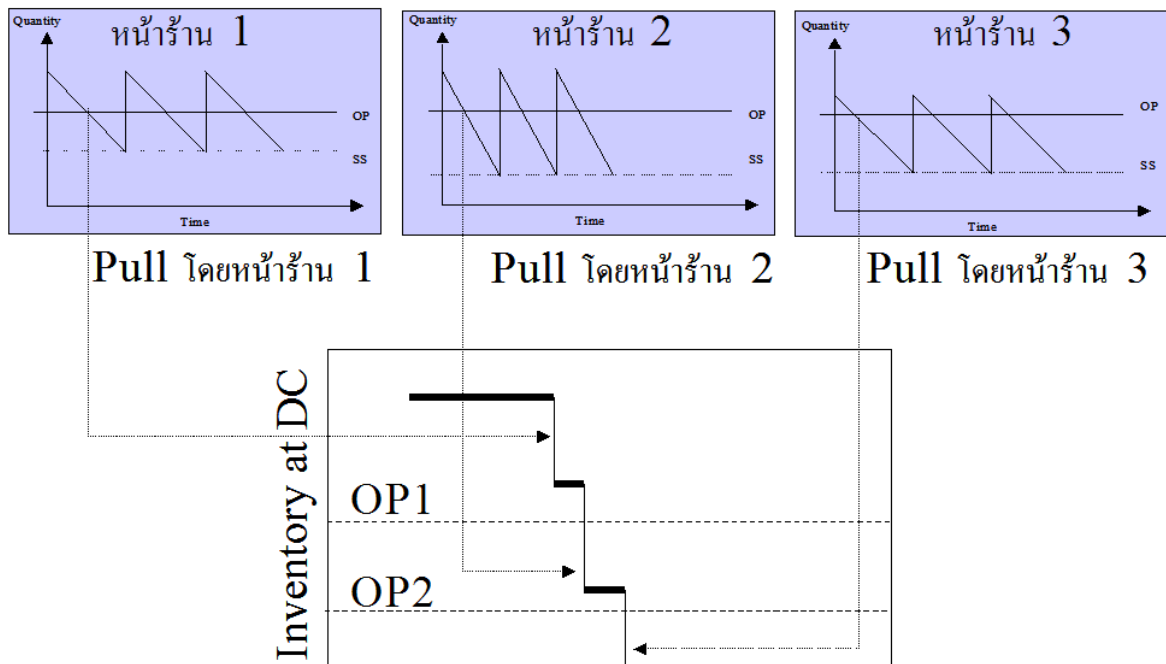 Quantity
หน้าร้าน 1
OP
SS
Time
Quantity
หน้าร้าน 2
OP
SS
Time
Quantity
หน้าร้าน 3
OP
SS
Time
Pull โดยหน้าร้าน 1
Pull โดยหน้าร้าน 2
Pull โดยหน้าร้าน 3
Inventory at DC
OP1
OP2